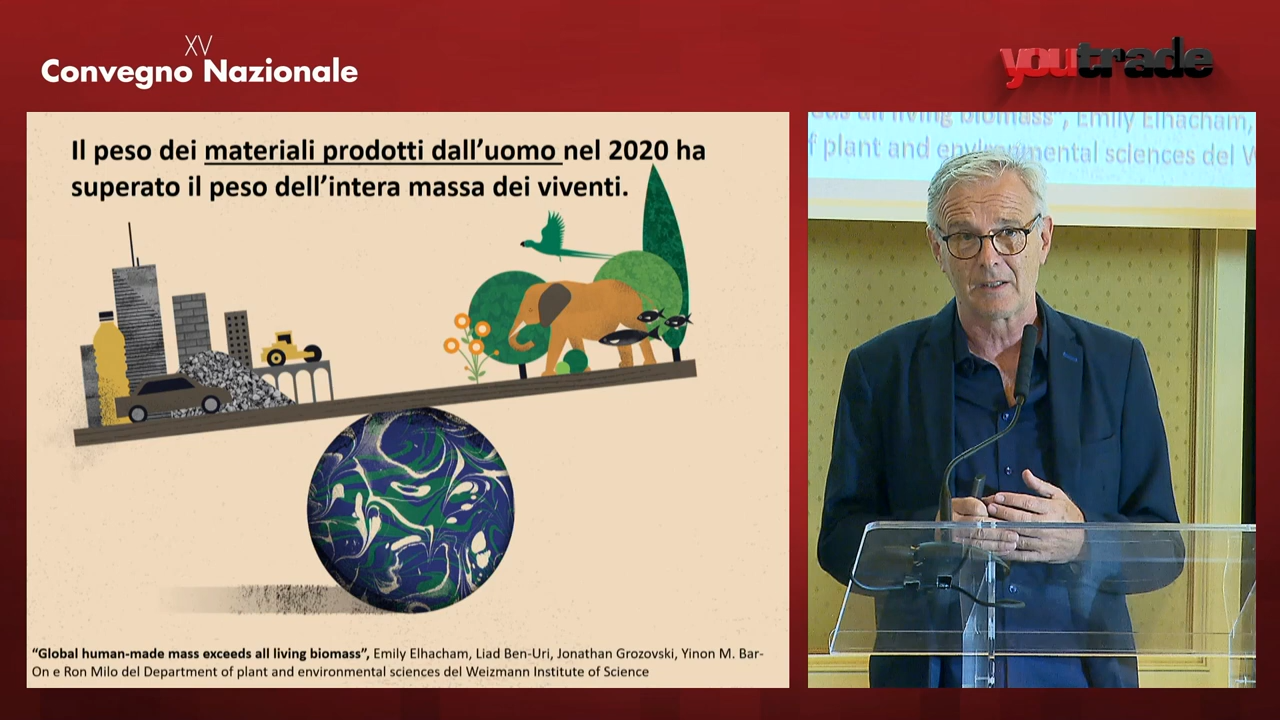 XV
Convegno Nazionale
youtrade
Il peso dei materiali prodotti dall'uomo nel 2020 ha
superato il peso dell'intera massa dei viventi.
"Global human-made mass exceeds all living biomass", Emily Elhacham, Liad Ben-Uri, Jonathan Grozovski, Yinon M. Bar-
On e Ron Milo del Department of plant and environmental sciences del Weizmann Institute of Science
all living biomass", Emily Elhacham,
f plant and environmental sciences del W